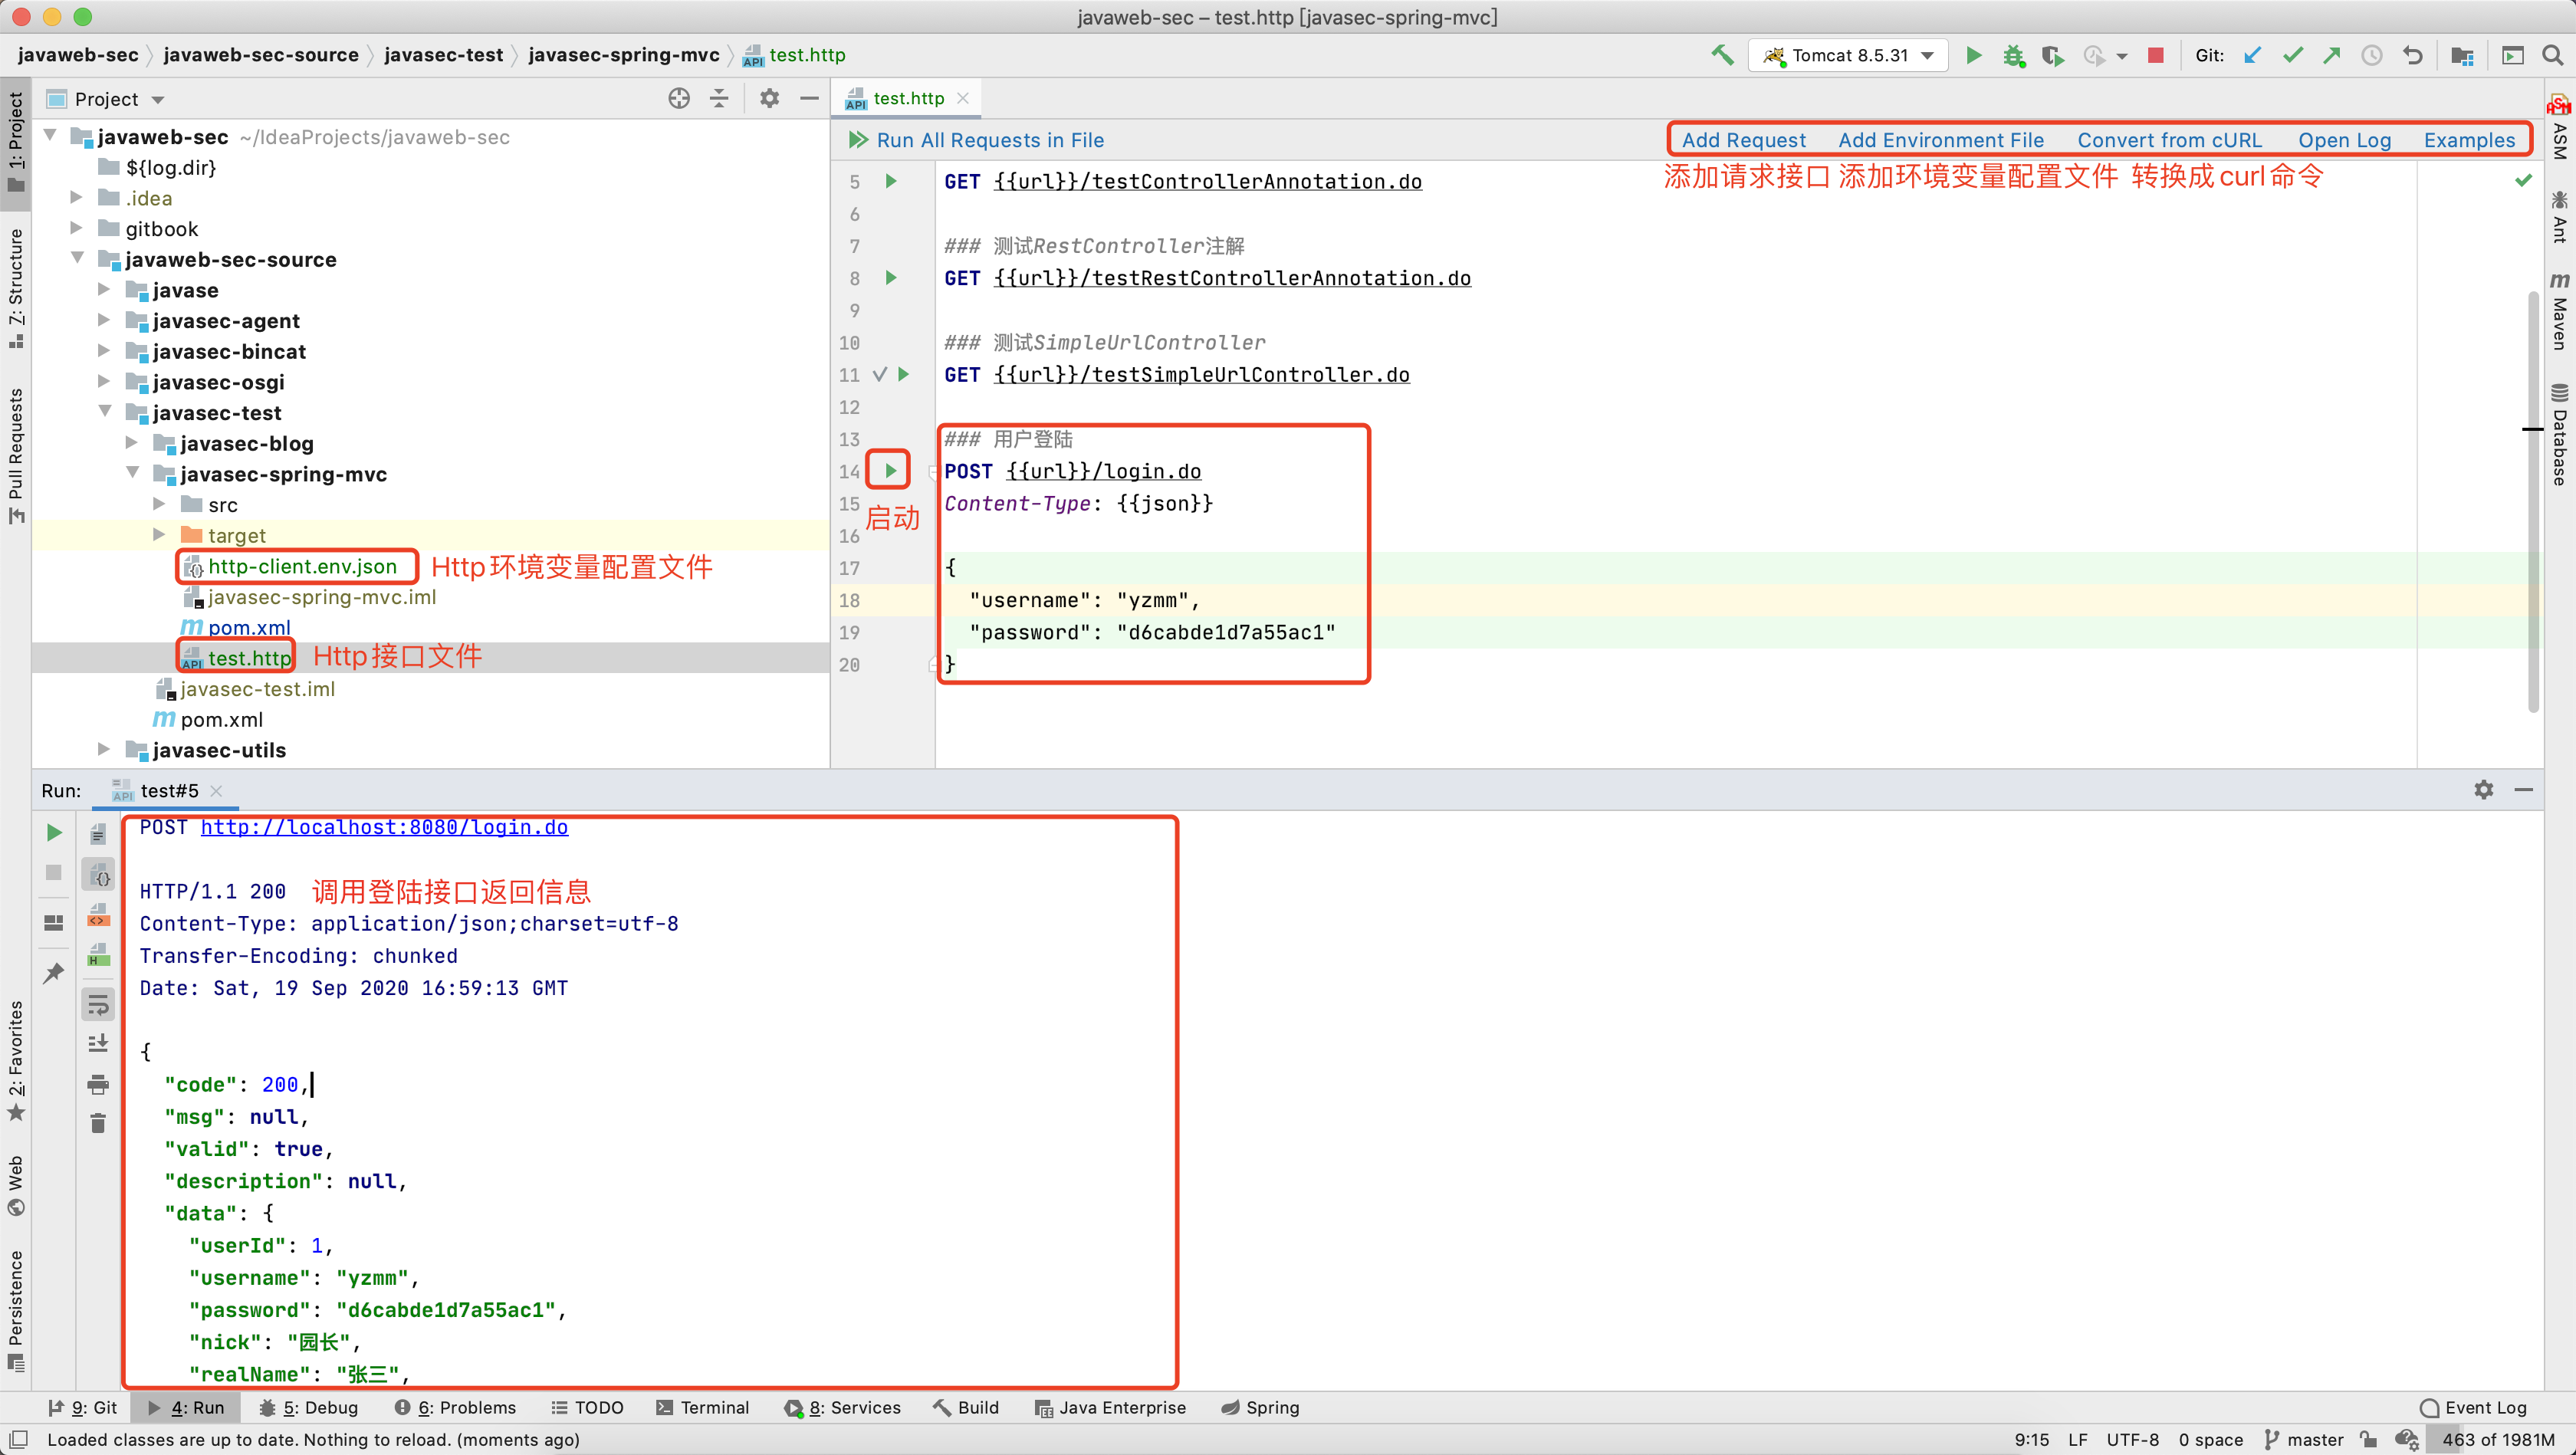 javaweb-sec – test.http [javasec-spring-mvc]
javaweb-sec javaweb-sec-source javasec-test javasec-spring-mvc API test.http
Tomcat 8.5.31 Git:
1: Project
7: Structure
Pull Requests
2: Favorites
Web
Persistence
Project
javaweb-sec ~/IdeaProjects/javaweb-sec
${log.dir}
.idea
gitbook
javaweb-sec-source
javase
javasec-agent
javasec-bincat
javasec-osgi
javasec-test
javasec-blog
javasec-spring-mvc
src
target
http-client.env.json Http环境变量配置文件
javasec-spring-mvc.iml
pom.xml
API test.http Http接口文件
javasec-test.iml
pom.xml
javasec-utils
API test.http
Run All Requests in File Add Request Add Environment File Convert from cURL Open Log Examples
添加请求接口 添加环境变量配置文件 转换成curl命令
5 GET {{url}}/testControllerAnnotation.do
6
7 ### 测试RestController注解
8 GET {{url}}/testRestControllerAnnotation.do
9
10 ### 测试SimpleUrlController
11 GET {{url}}/testSimpleUrlController.do
12
13 ### 用户登陆
14 POST {{url}}/login.do
15 Content-Type: {{json}}
启动
16
17 {
18 "username": "yzmm",
19 "password": "d6cabde1d7a55ac1"
20 }
ASM
Ant
Maven
Database
Run: API test#5
POST http://localhost:8080/login.do
HTTP/1.1 200 调用登陆接口返回信息
Content-Type: application/json;charset=utf-8
Transfer-Encoding: chunked
Date: Sat, 19 Sep 2020 16:59:13 GMT
{
"code": 200,
"msg": null,
"valid": true,
"description": null,
"data": {
"userId": 1,
"username": "yzmm",
"password": "d6cabde1d7a55ac1",
"nick": "园长",
"realName": "张三",
9: Git 4: Run 5: Debug 6: Problems TODO Terminal 8: Services Build Java Enterprise Spring Event Log
Loaded classes are up to date. Nothing to reload. (moments ago) 9:15 LF UTF-8 0 space master 463 of 1981M